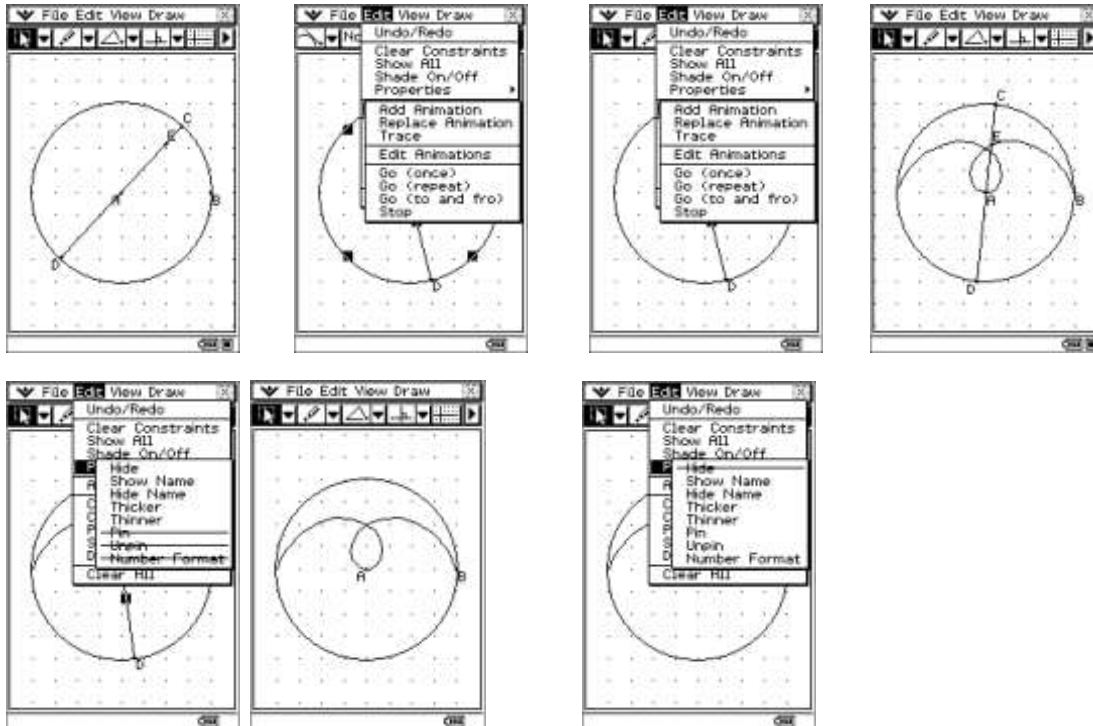 File Edit View Draw
C
E
A
B
D
File Edit View Draw
Undo/Redo
Clear Constraints
Show All
Shade On/Off
Properties
Add Animation
Replace Animation
Trace
Edit Animations
Go (once)
Go (repeat)
Go (to and fro)
Stop
D
File Edit View Draw
Undo/Redo
Clear Constraints
Show All
Shade On/Off
Properties
Add Animation
Replace Animation
Trace
Edit Animations
Go (once)
Go (repeat)
Go (to and fro)
Stop
D
File Edit View Draw
C
E
A
B
D
File Edit View Draw
Undo/Redo
Clear Constraints
Show All
Shade On/Off
Hide
Show Name
Hide Name
Thicker
Thinner
Pin
Unpin
Number Format
Clear All
D
File Edit View Draw
A
B
File Edit View Draw
Undo/Redo
Clear Constraints
Show All
Shade On/Off
Hide
Show Name
Hide Name
Thicker
Thinner
Pin
Unpin
Number Format
Clear All